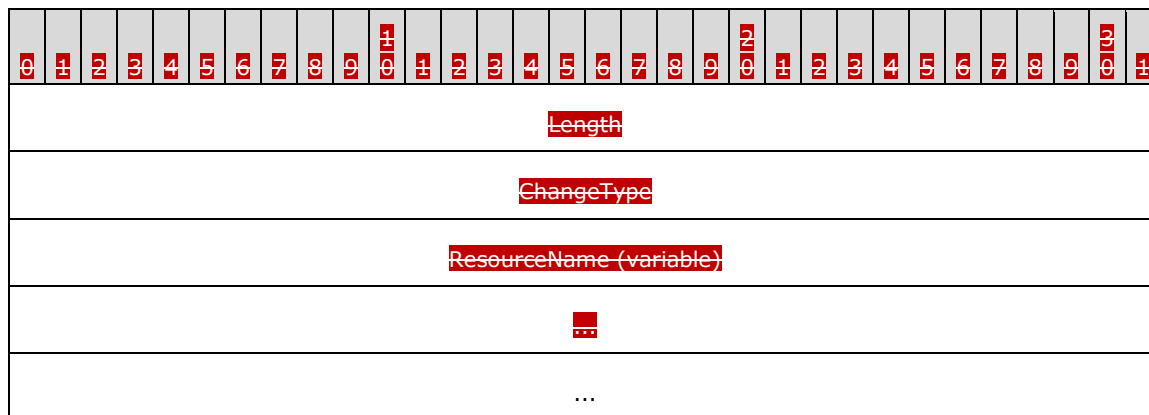 1 2 3
0 1 2 3 4 5 6 7 8 9 0 1 2 3 4 5 6 7 8 9 0 1 2 3 4 5 6 7 8 9 0 1
Length
ChangeType
ResourceName (variable)
...
...